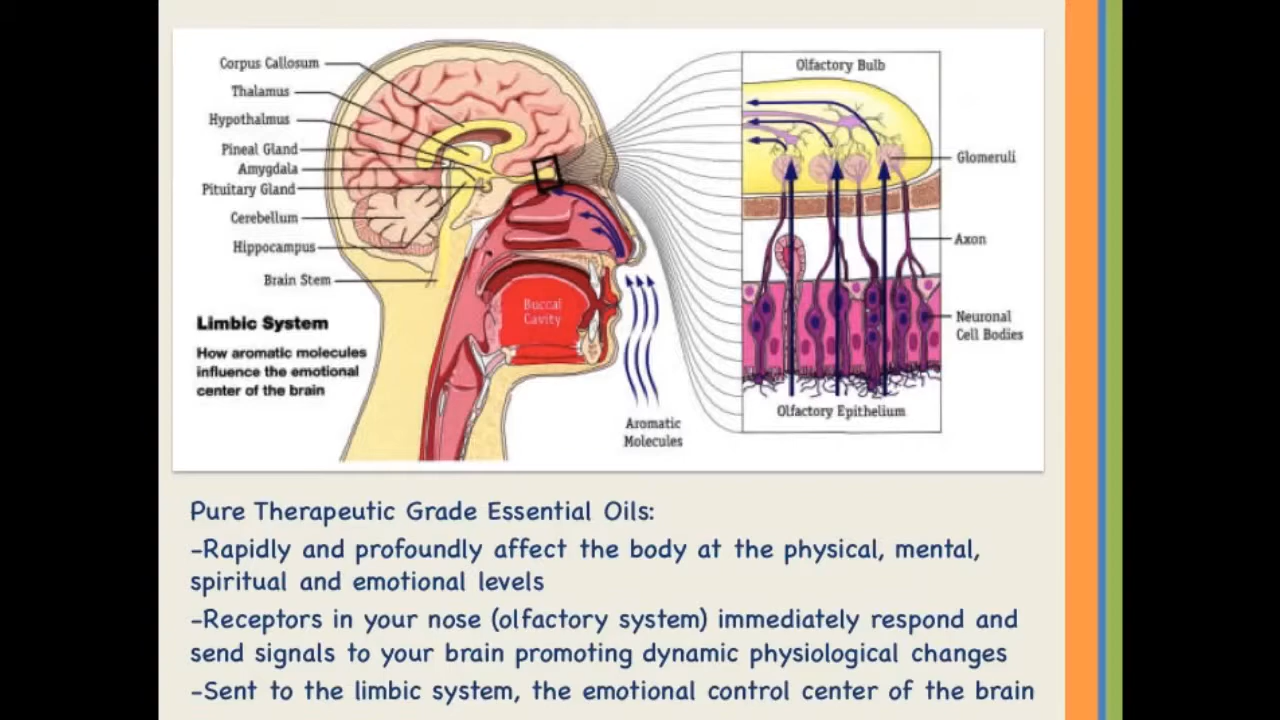 Corpus Callosum
Thalamus
Hypothalmus
Pineal Gland
Amygdala
Pituitary Gland
Cerebellum
Hippocampus
Brain Stem
Limbic System
How aromatic molecules
influence the emotional
center of the brain
Buccal
Cavity
Aromatic
Molecules
Olfactory Bulb
Glomeruli
Axon
Neuronal
Cell Bodies
Olfactory Epithelium
Pure Therapeutic Grade Essential Oils:
-Rapidly and profoundly affect the body at the physical, mental,
spiritual and emotional levels
-Receptors in your nose (olfactory system) immediately respond and
send signals to your brain promoting dynamic physiological changes
-Sent to the limbic system, the emotional control center of the brain